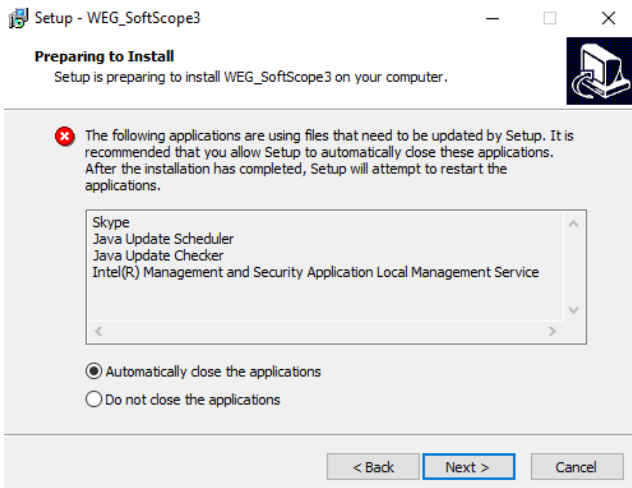 Setup - WEG_SoftScope3
Preparing to Install
Setup is preparing to install WEG_SoftScope3 on your computer.
The following applications are using files that need to be updated by Setup. It is
recommended that you allow Setup to automatically close these applications.
After the installation has completed, Setup will attempt to restart the
applications.
Skype
Java Update Scheduler
Java Update Checker
Intel(R) Management and Security Application Local Management Service
Automatically close the applications
Do not close the applications
< Back
Next >
Cancel